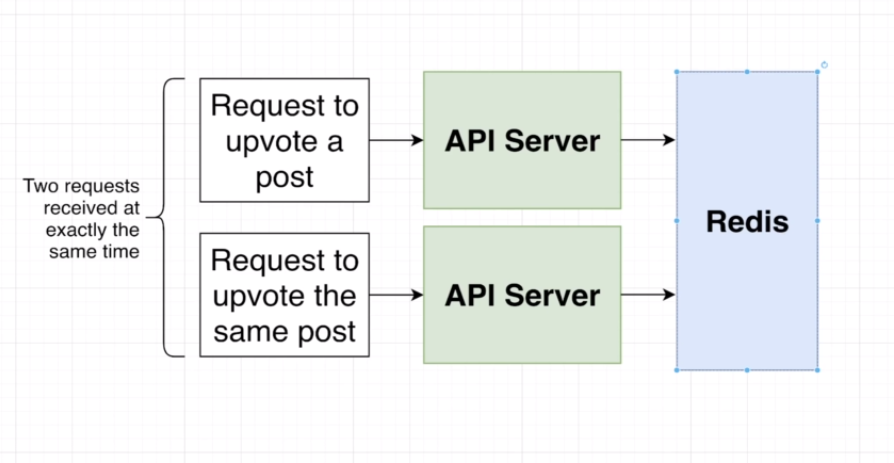 Two requests
received at
exactly the
same time
Request to
upvote a
post
API Server
Request to
upvote the
same post
API Server
Redis